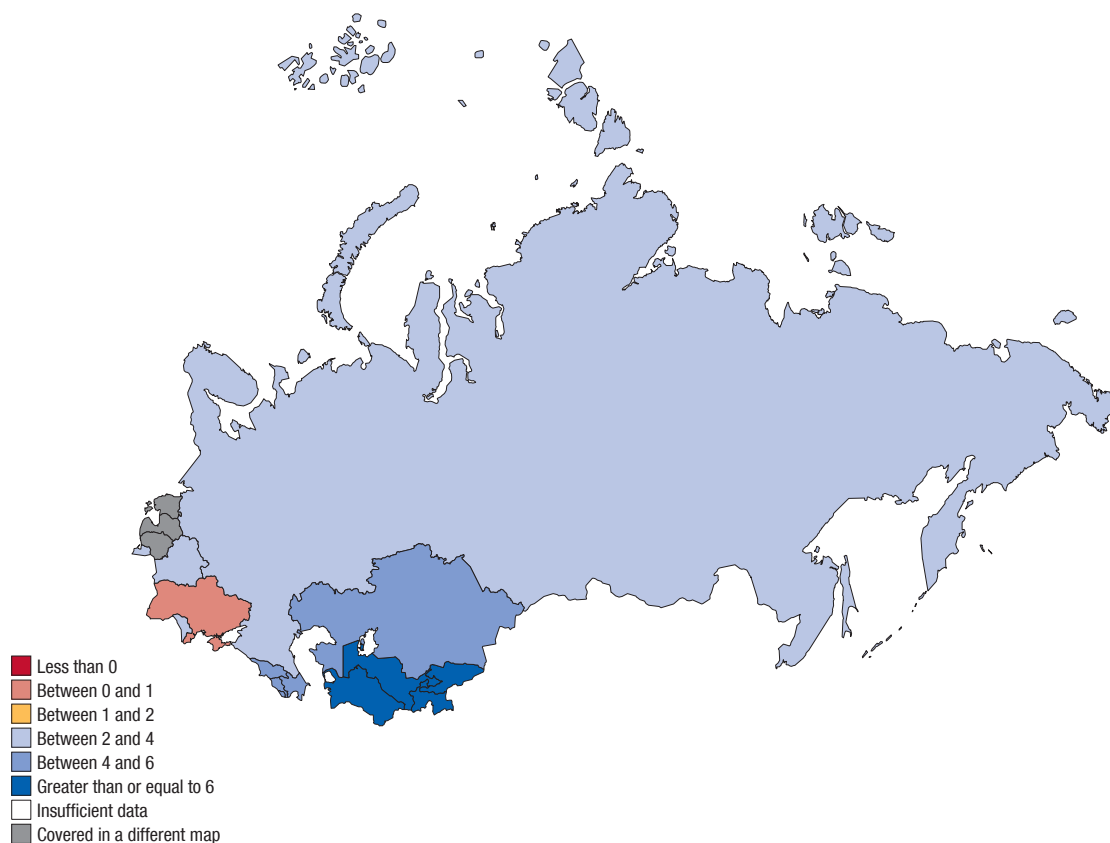 Less than 0
Between 0 and 1
Between 1 and 2
Between 2 and 4
Between 4 and 6
Greater than or equal to 6
Insufficient data
Covered in a different map